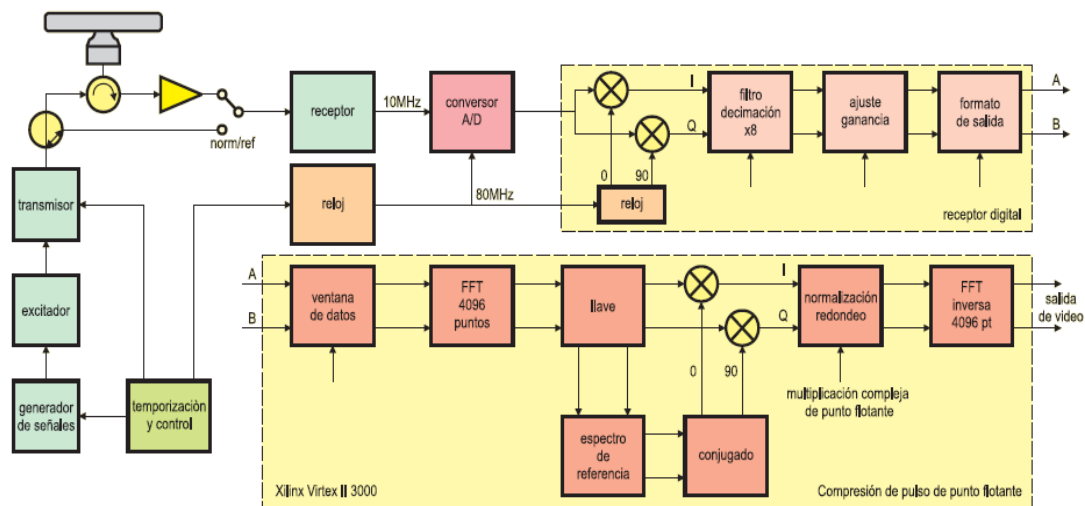 norm/ref
receptor
10MHz
conversor
A/D
I
Q
filtro
decimación
x8
ajuste
ganancia
formato
de salida
A
B
transmisor
reloj
80MHz
0
90
reloj
receptor digital
excitador
generador
de señales
temporizaciòn
y control
A
B
ventana
de datos
FFT
4096
puntos
llave
I
Q
0
90
normalización
redondeo
FFT
inversa
4096 pt
salida
de video
multiplicación compleja
de punto flotante
espectro
de
referencia
conjugado
Xilinx Virtex II 3000
Compresión de pulso de punto flotante